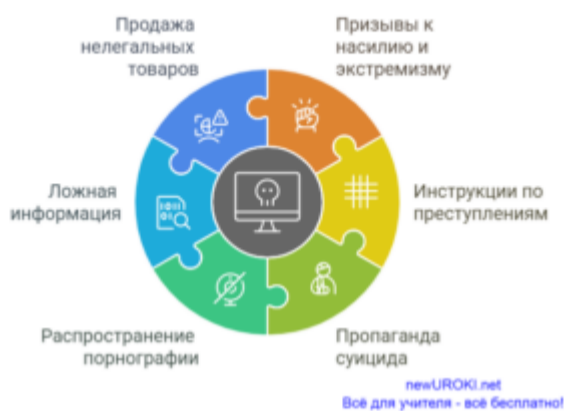 Продажа
нелегальных
товаров
Призывы к
насилию и
экстремизму
Ложная
информация
Инструкции по
преступлениям
Распространение
порнографии
Пропаганда
суицида
newUROKI.net
Всё для учителя - всё бесплатно!